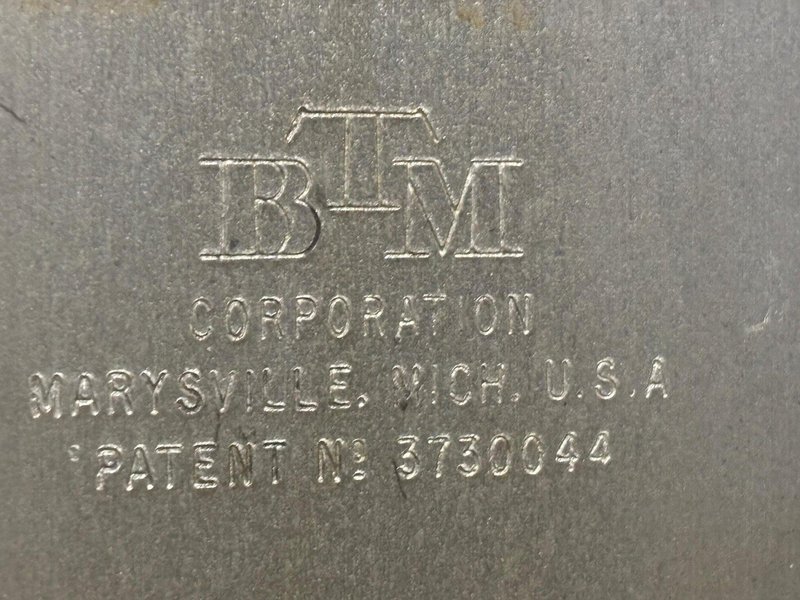 BTM
CORPORATION
MARYSVILLE, MICH. U.S.A
PATENT Nº 3730044